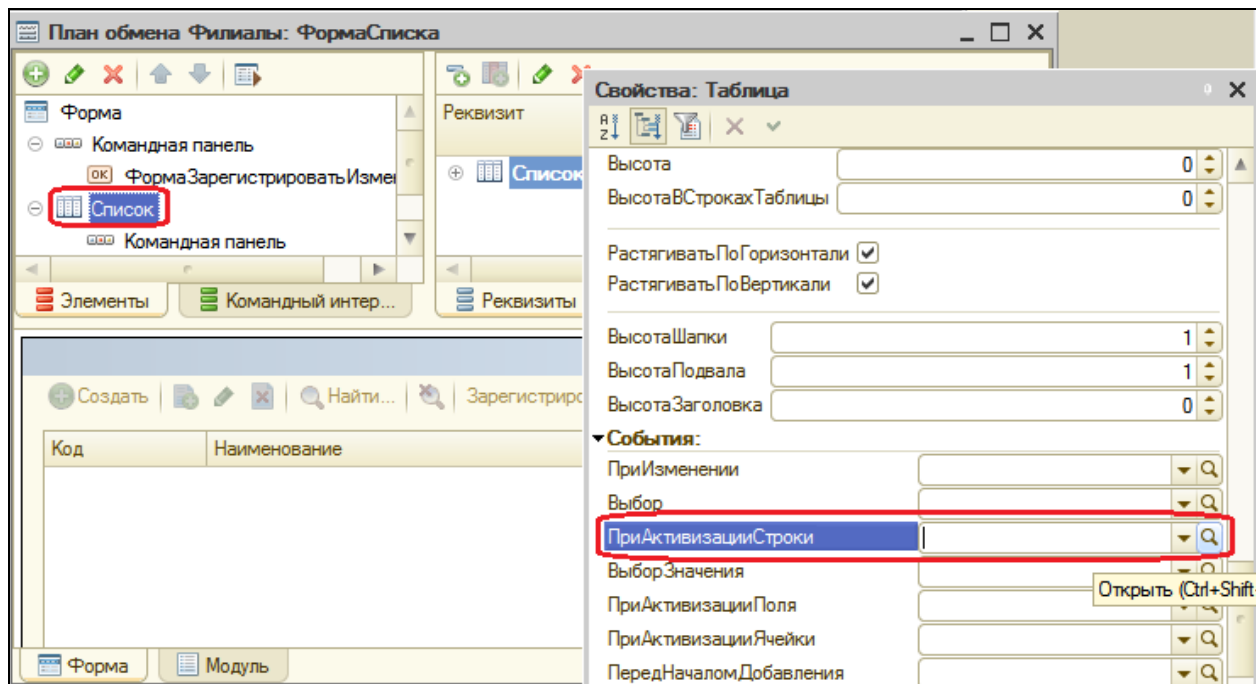 План обмена Филиалы: ФормаСписка
Форма
Командная панель
OK ФормаЗарегистрироватьИзмен
Список
Командная панель
Элементы
Командный интер...
Реквизит
Список
Реквизиты
Создать
Найти...
Зарегистриро
Код
Наименование
Форма
Модуль
Свойства: Таблица
Высота 0
ВысотаВСтрокахТаблицы 0
РастягиватьПоГоризонтали
РастягиватьПоВертикали
ВысотаШапки 1
ВысотаПодвала 1
ВысотаЗаголовка 0
События:
ПриИзменении
Выбор
ПриАктивизацииСтроки
ВыборЗначения
Открыть (Ctrl+Shift
ПриАктивизацииПоля
ПриАктивизацииЯчейки
ПередНачаломДобавления